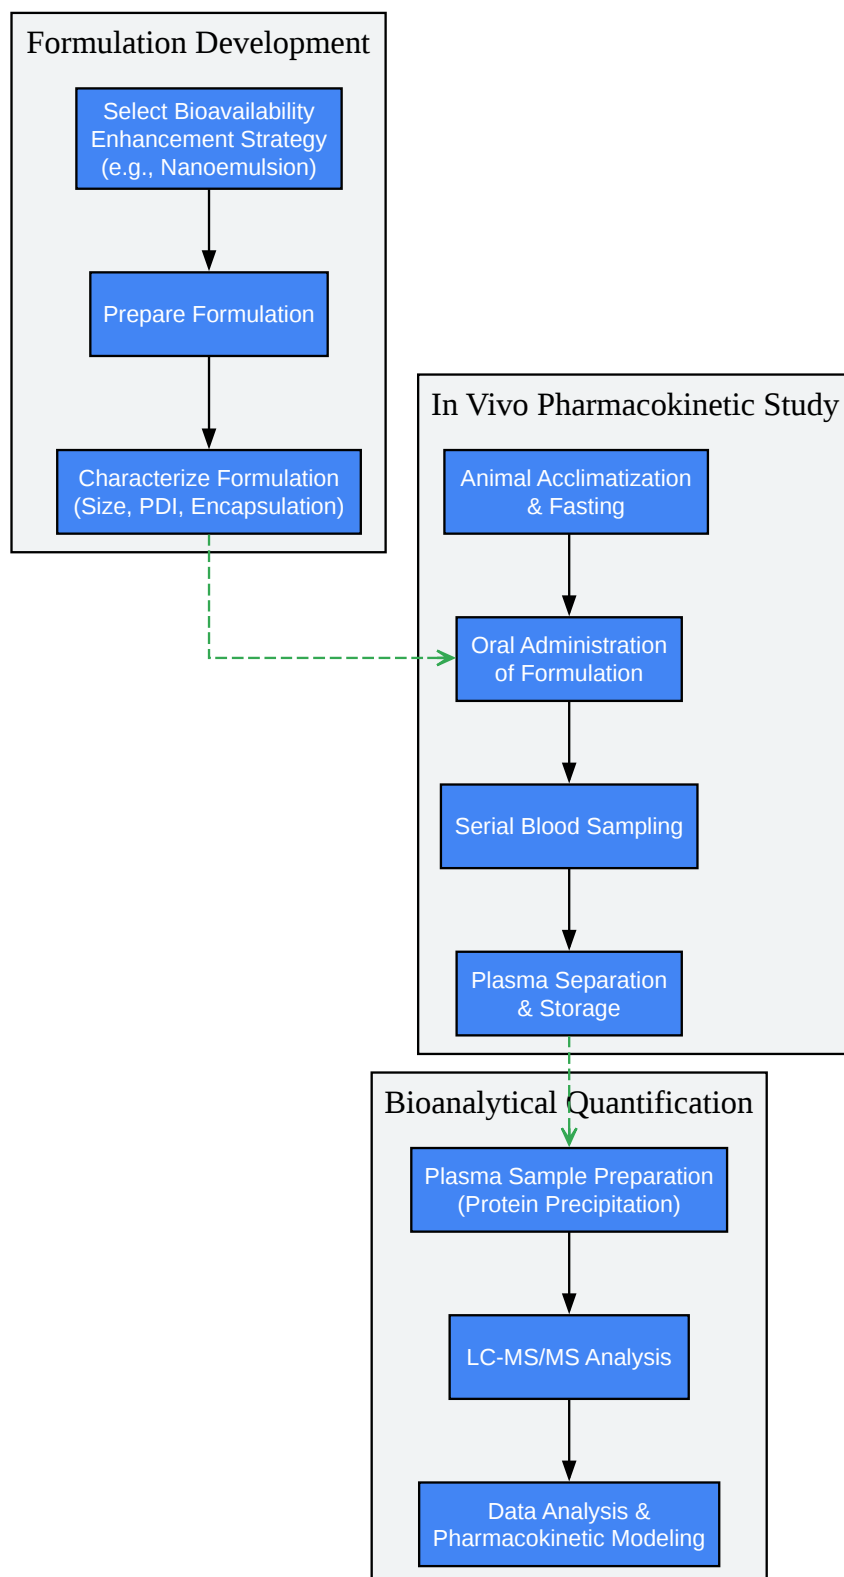 Formulation Development
Select Bioavailability
Enhancement Strategy
(e.g., Nanoemulsion)
Prepare Formulation
Characterize Formulation
(Size, PDI, Encapsulation)
In Vivo Pharmacokinetic Study
Animal Acclimatization
& Fasting
Oral Administration
of Formulation
Serial Blood Sampling
Plasma Separation
& Storage
Bioanalytical Quantification
Plasma Sample Preparation
(Protein Precipitation)
LC-MS/MS Analysis
Data Analysis &
Pharmacokinetic Modeling